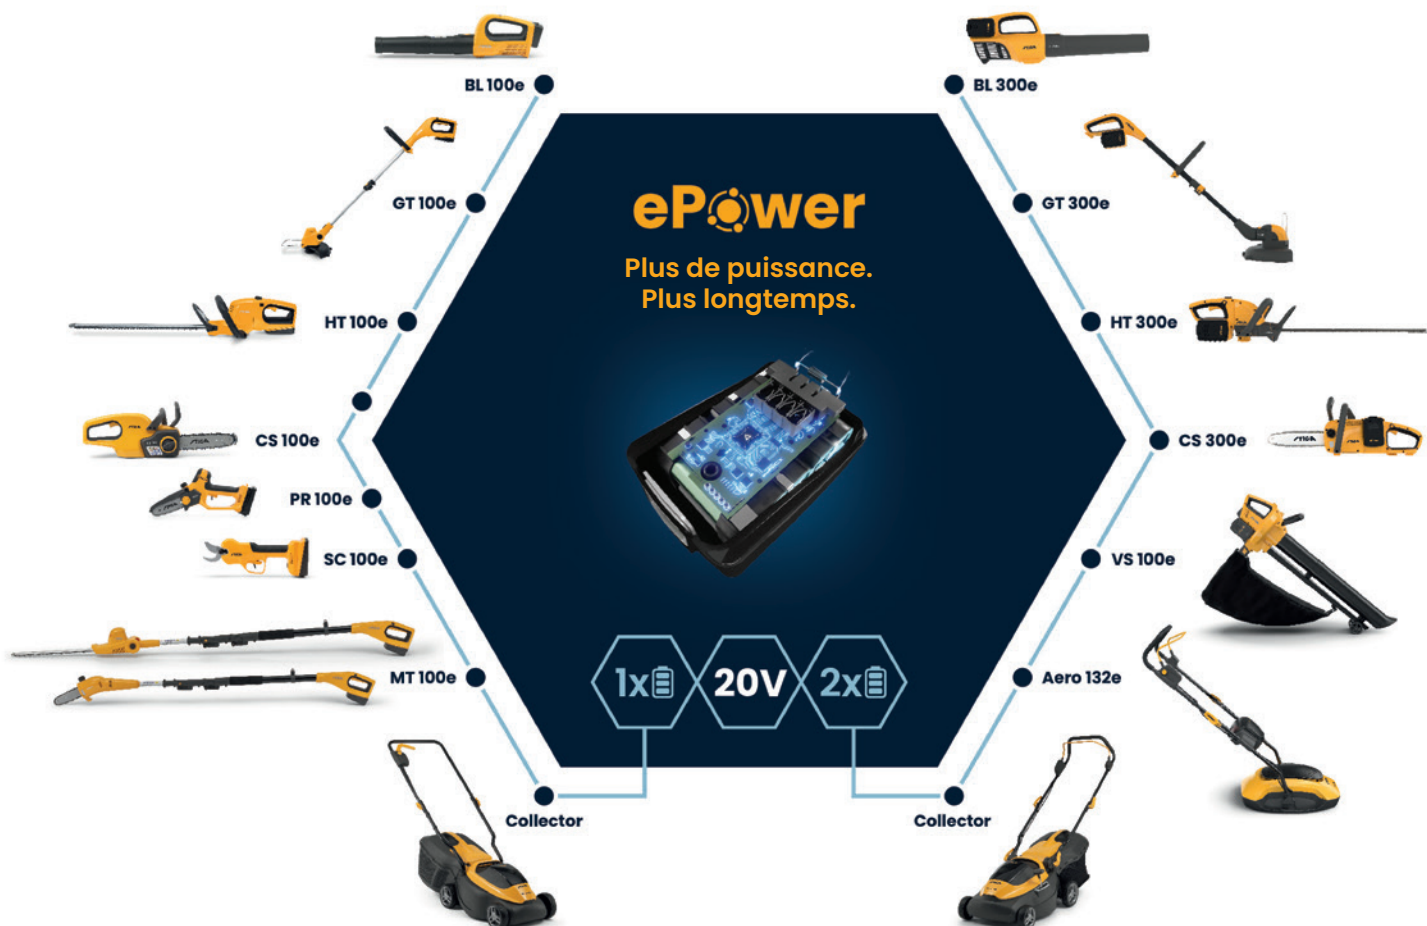 BL 100e
BL 300e
GT 100e
GT 300e
ePower
Plus de puissance.
Plus longtemps.
HT 100e
HT 300e
CS 100e
CS 300e
PR 100e
SC 100e
VS 100e
MT 100e
1x
20V
2x
Aero 132e
Collector
Collector